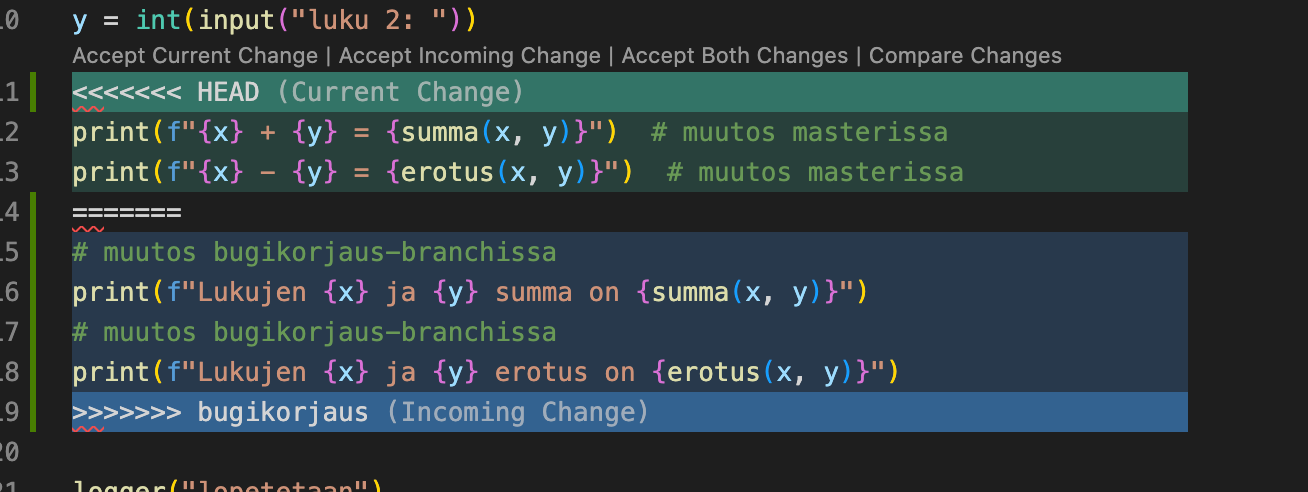 10 y = int(input("luku 2: "))
Accept Current Change | Accept Incoming Change | Accept Both Changes | Compare Changes
11 <<<<<<< HEAD (Current Change)
12 print(f"{x} + {y} = {summa(x, y)}")  # muutos masterissa
13 print(f"{x} - {y} = {erotus(x, y)}")  # muutos masterissa
14 =======
15 # muutos bugikorjaus-branchissa
16 print(f"Lukujen {x} ja {y} summa on {summa(x, y)}")
17 # muutos bugikorjaus-branchissa
18 print(f"Lukujen {x} ja {y} erotus on {erotus(x, y)}")
19 >>>>>>> bugikorjaus (Incoming Change)
20
21 logger("lopetetaan")